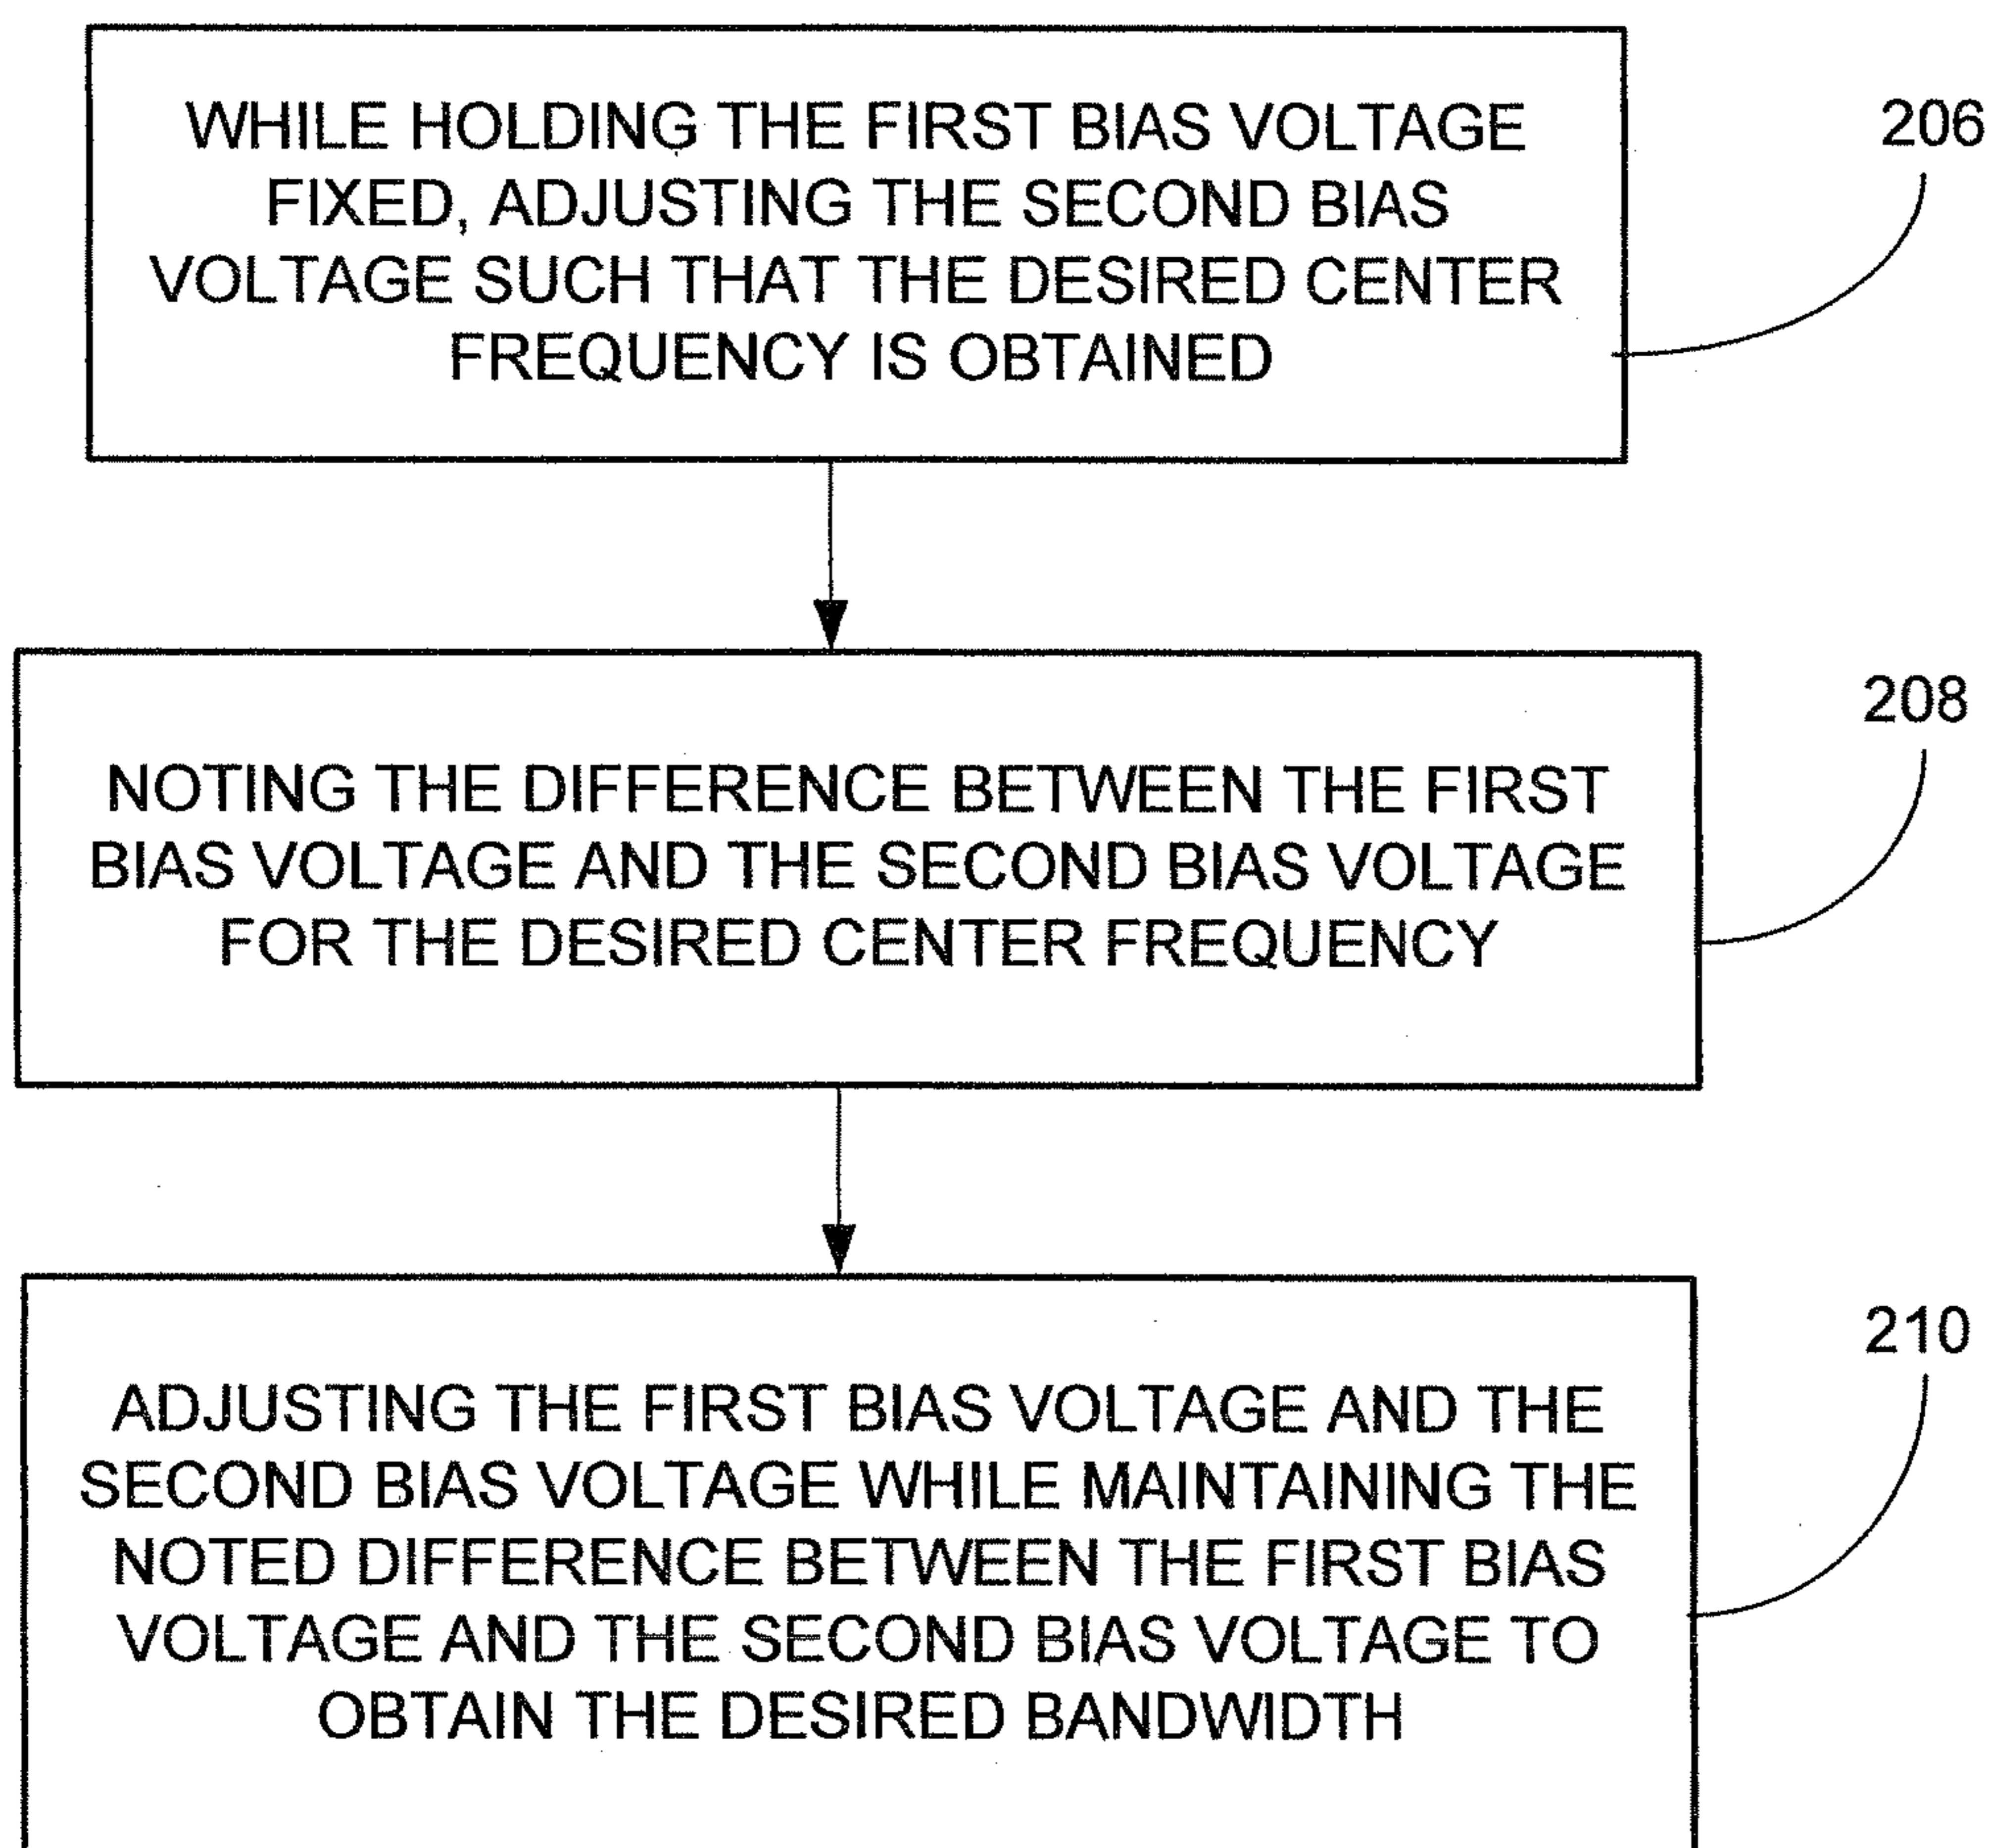 WHILE HOLDING THE FIRST BIAS VOLTAGE
FIXED, ADJUSTING THE SECOND BIAS
VOLTAGE SUCH THAT THE DESIRED CENTER
FREQUENCY IS OBTAINED
206
NOTING THE DIFFERENCE BETWEEN THE FIRST
BIAS VOLTAGE AND THE SECOND BIAS VOLTAGE
FOR THE DESIRED CENTER FREQUENCY
208
ADJUSTING THE FIRST BIAS VOLTAGE AND THE
SECOND BIAS VOLTAGE WHILE MAINTAINING THE
NOTED DIFFERENCE BETWEEN THE FIRST BIAS
VOLTAGE AND THE SECOND BIAS VOLTAGE TO
OBTAIN THE DESIRED BANDWIDTH
210